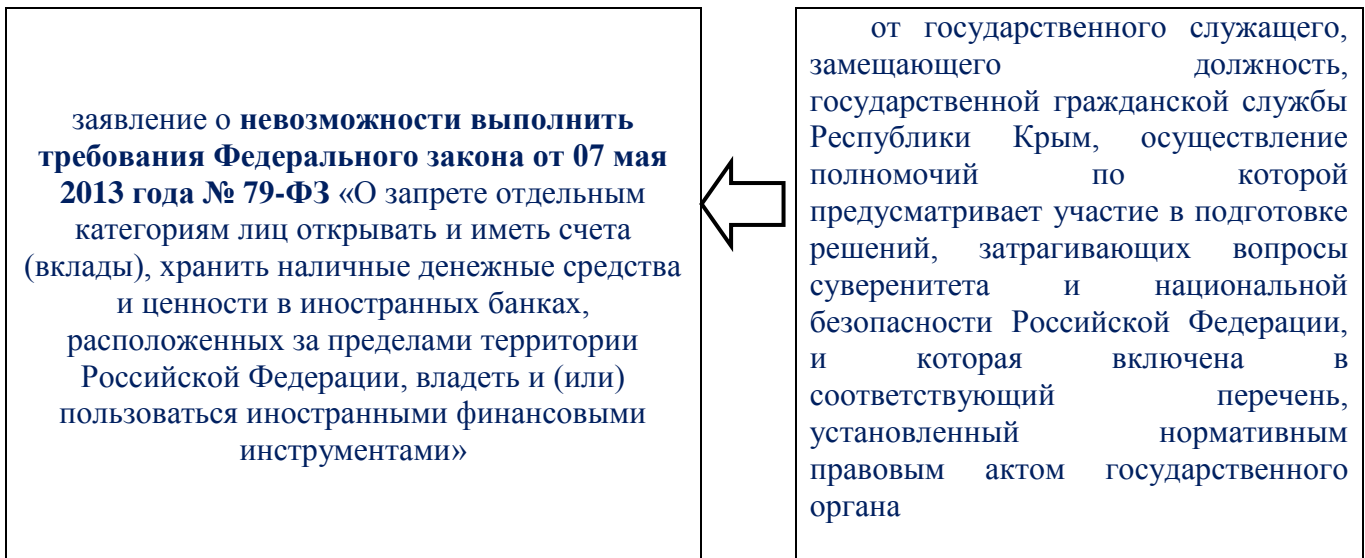 заявление о невозможности выполнить
требования Федерального закона от 07 мая
2013 года № 79-ФЗ «О запрете отдельным
категориям лиц открывать и иметь счета
(вклады), хранить наличные денежные средства
и ценности в иностранных банках,
расположенных за пределами территории
Российской Федерации, владеть и (или)
пользоваться иностранными финансовыми
инструментами»
от государственного служащего,
замещающего должность,
государственной гражданской службы
Республики Крым, осуществление
полномочий по которой
предусматривает участие в подготовке
решений, затрагивающих вопросы
суверенитета и национальной
безопасности Российской Федерации,
и которая включена в
соответствующий перечень,
установленный нормативным
правовым актом государственного
органа